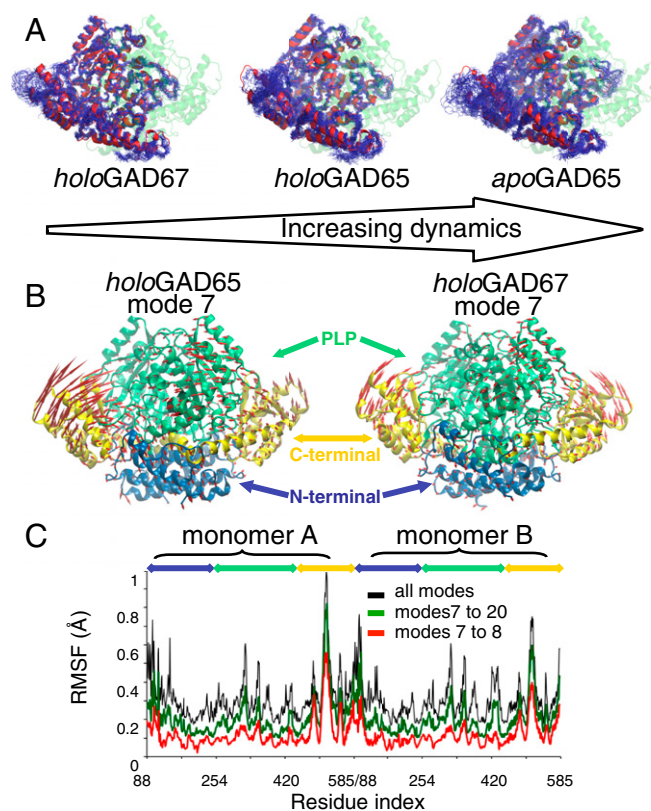 A
holoGAD67 holoGAD65 apoGAD65
Increasing dynamics
B
holoGAD65 holoGAD67
mode 7 mode 7
PLP
C-terminal
N-terminal
C
monomer A monomer B
all modes
modes7 to 20
modes 7 to 8
RMSF (Å)
1
0.8
0.6
0.4
0.2
0
88 254 420 585/88 254 420 585
Residue index